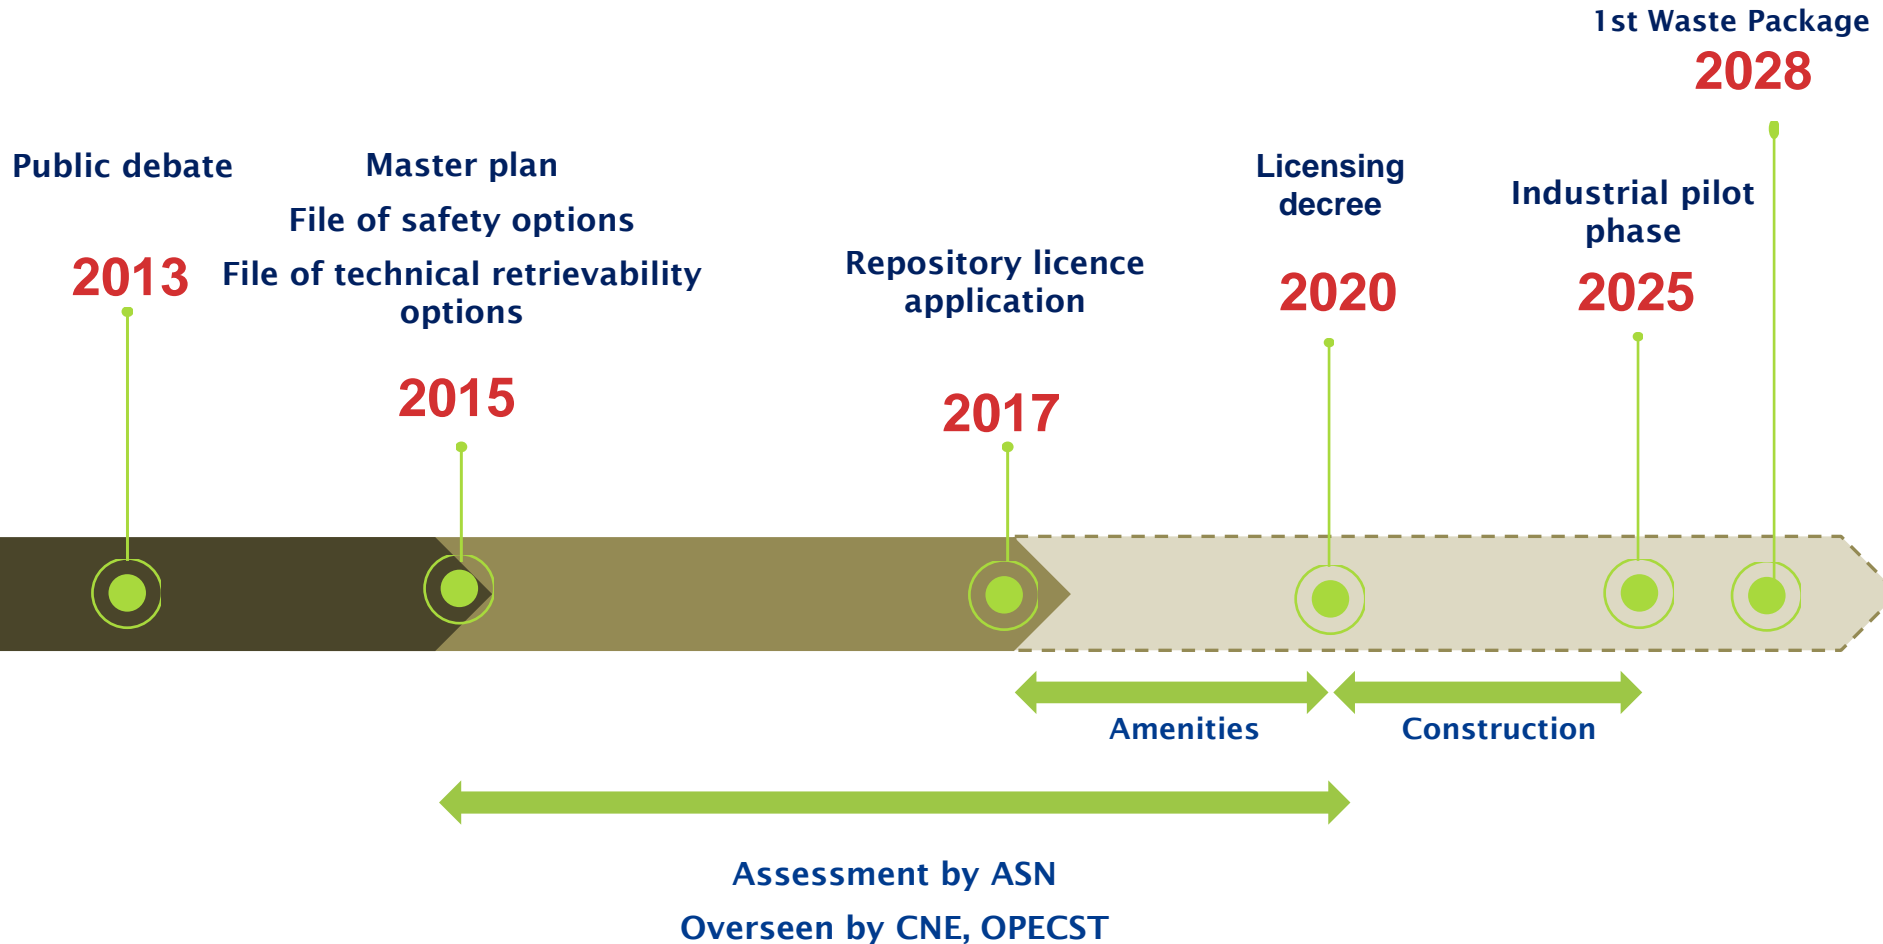 Public debate
2013
Master plan
File of safety options
File of technical retrievability
options
2015
Repository licence
application
2017
Licensing
decree
2020
Industrial pilot
phase
2025
1st Waste Package
2028
Amenities
Construction
Assessment by ASN
Overseen by CNE, OPECST